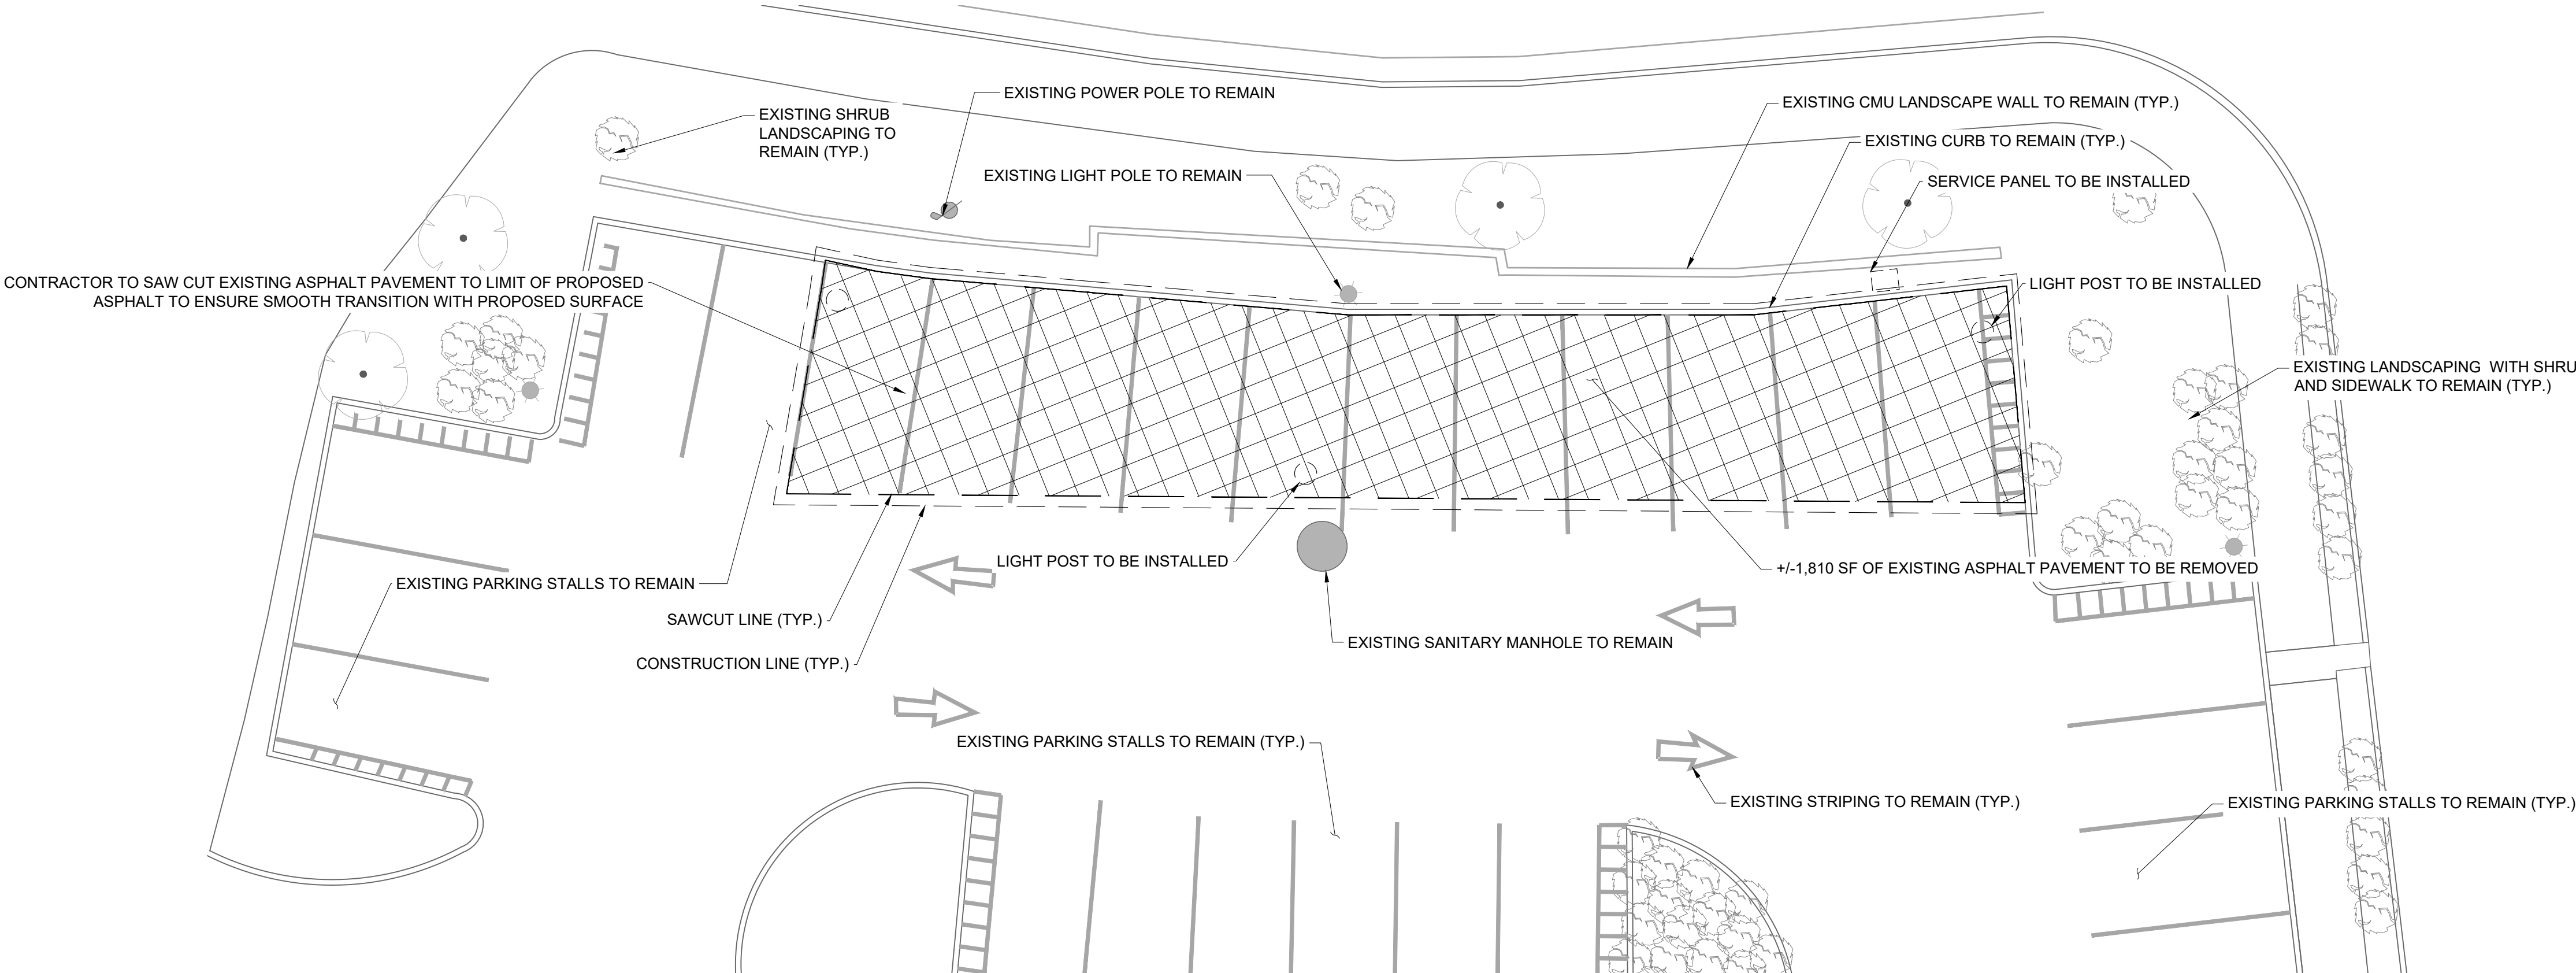 EXISTING POWER POLE TO REMAIN
EXISTING CMU LANDSCAPE WALL TO REMAIN (TYP.)
EXISTING SHRUB
LANDSCAPING TO
REMAIN (TYP.)
EXISTING CURB TO REMAIN (TYP.)
EXISTING LIGHT POLE TO REMAIN
SERVICE PANEL TO BE INSTALLED
CONTRACTOR TO SAW CUT EXISTING ASPHALT PAVEMENT TO LIMIT OF PROPOSED
ASPHALT TO ENSURE SMOOTH TRANSITION WITH PROPOSED SURFACE
LIGHT POST TO BE INSTALLED
EXISTING LANDSCAPING WITH SHRU
AND SIDEWALK TO REMAIN (TYP.)
LIGHT POST TO BE INSTALLED
+/-1,810 SF OF EXISTING ASPHALT PAVEMENT TO BE REMOVED
EXISTING PARKING STALLS TO REMAIN
SAWCUT LINE (TYP.)
EXISTING SANITARY MANHOLE TO REMAIN
CONSTRUCTION LINE (TYP.)
EXISTING PARKING STALLS TO REMAIN (TYP.)
EXISTING STRIPING TO REMAIN (TYP.)
EXISTING PARKING STALLS TO REMAIN (TYP.)